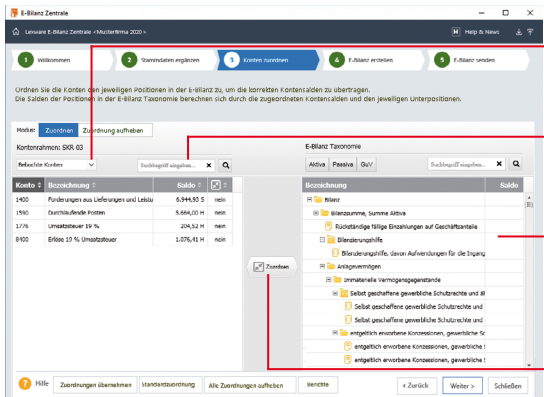 E-Bilanz Zentrale
Lexware E-Bilanz Zentrale <Musterfirma 2020>
Help & News
1 Willkommen
2 Stammdaten ergänzen
3 Konten zuordnen
4 E-Bilanz erstellen
5 E-Bilanz senden
Ordnen Sie die Konten den jeweiligen Positionen in der E-Bilanz zu, um die korrekten Kontensalden zu übertragen.
Die Salden der Positionen in der E-Bilanz Taxonomie berechnen sich durch die zugeordneten Kontensalden und den jeweiligen Unterpositionen.
Modus: Zuordnen Zuordnung aufheben
Kontenrahmen: SKR 03
Bebuchte Konten
Suchbegriff eingeben...
Konto Bezeichnung Saldo
1400 Forderungen aus Lieferungen und Leistu 6.944,93 S nein
1590 Durchlaufende Posten 5.664,00 H nein
1776 Umsatzsteuer 19 % 204,52 H nein
8400 Erlöse 19 % Umsatzsteuer 1.076,41 H nein
Zuordnen
E-Bilanz Taxonomie
Aktiva Passiva GuV
Suchbegriff eingeben...
Bezeichnung Saldo
Bilanz
Bilanzsumme, Summe Aktiva
Rückständige fällige Einzahlungen auf Geschäftsanteile
Bilanzierungshilfe
Bilanzierungshilfe, davon Aufwendungen für die Ingang
Anlagevermögen
Immaterielle Vermögensgegenstände
Selbst geschaffene gewerbliche Schutzrechte und äl
Selbst geschaffene gewerbliche Schutzrechte und
Selbst geschaffene gewerbliche Schutzrechte und
entgeltlich erworbene Konzessionen, gewerbliche Sc
entgeltlich erworbene Konzessionen, gewerbliche S
entgeltlich erworbene Konzessionen, gewerbliche S
Hilfe
Zuordnungen übernehmen
Standardzuordnung
Alle Zuordnungen aufheben
Berichte
< Zurück
Weiter >
Schließen